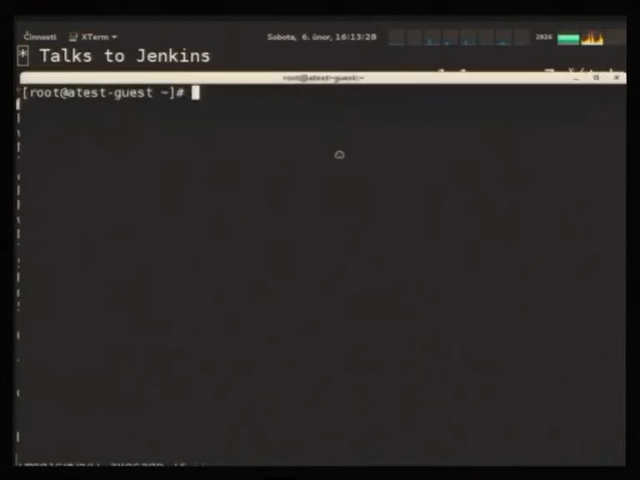 Činnosti XTerm Sobota, 6. únor, 16:13:28
[*] Talks to Jenkins
root@atest-guest:~
[root@atest-guest ~]#